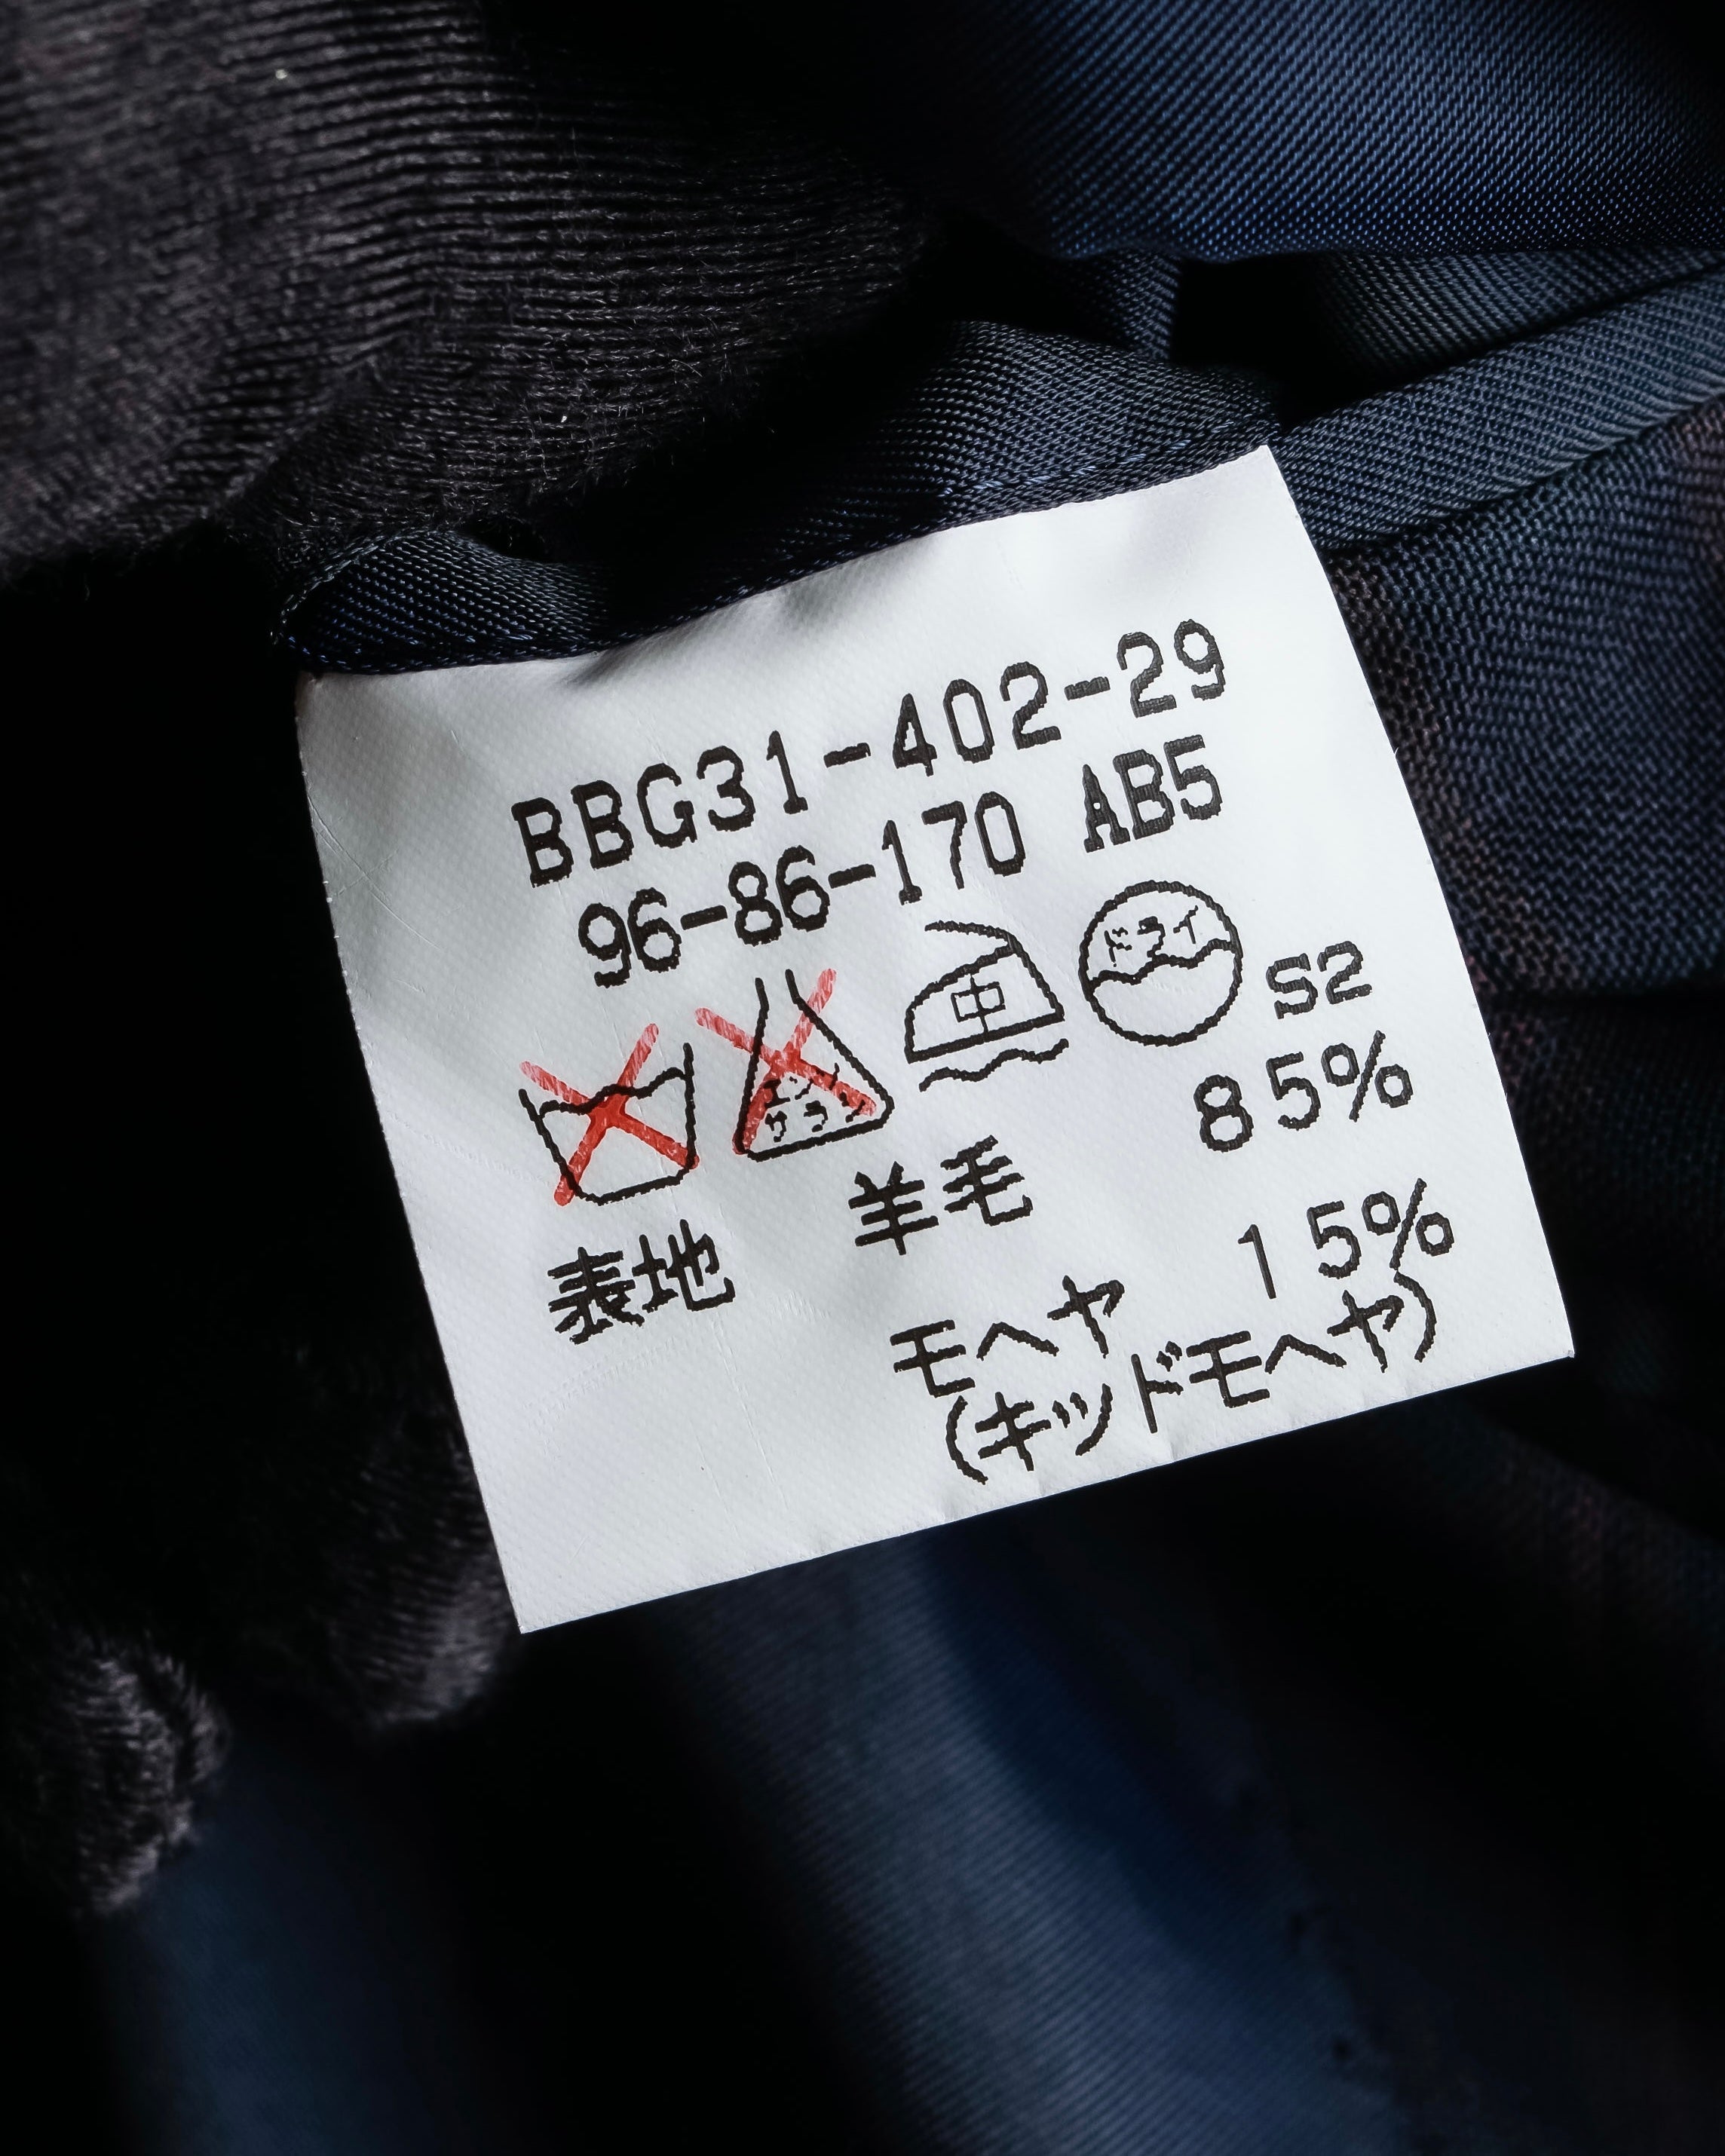 BBG31-402-29
96-86-170 AB5
エンソ
サラシ
中
ドライ
S2
表地 羊毛 85%
モヘヤ 15%
(キッドモヘヤ)